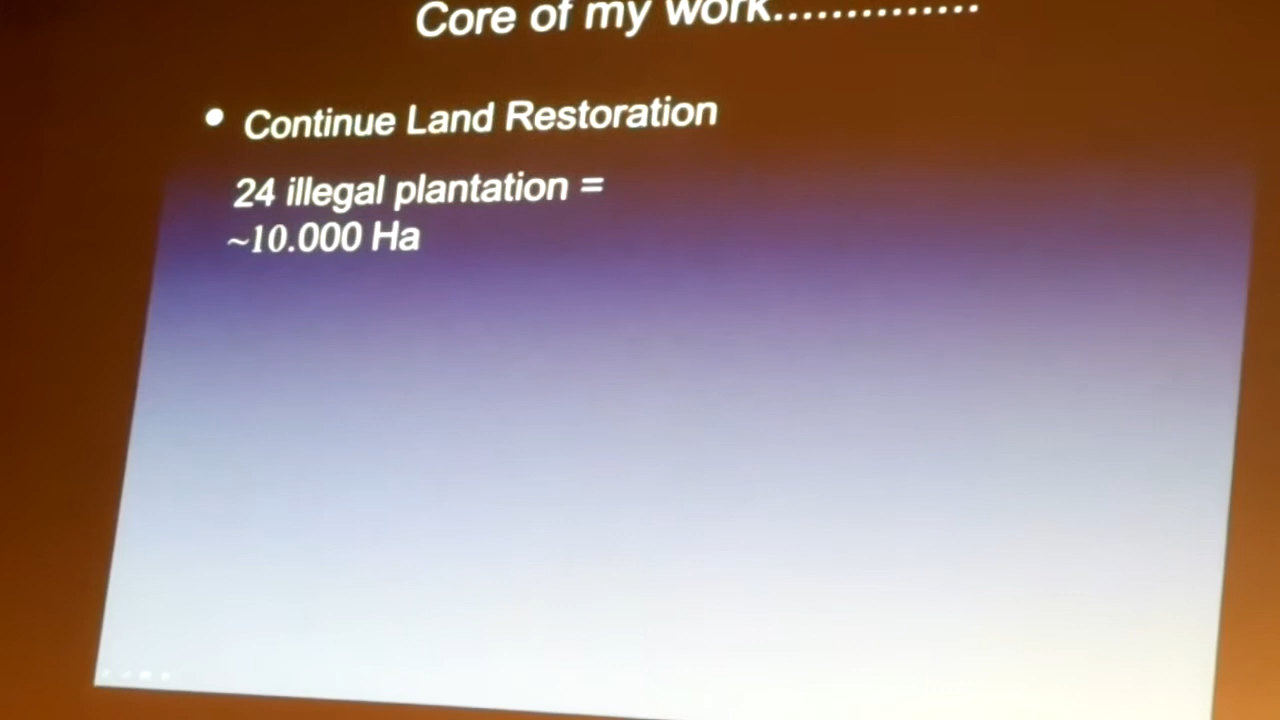 Core of my work...............
• Continue Land Restoration
24 illegal plantation =
~10.000 Ha